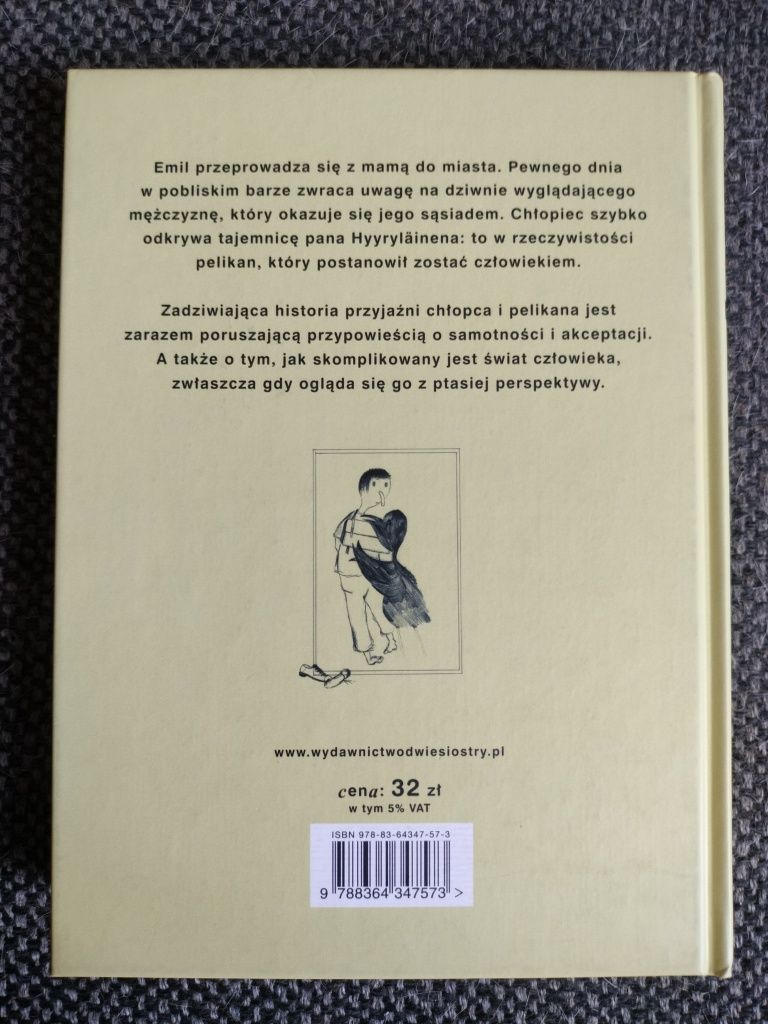 Emil przeprowadza się z mamą do miasta. Pewnego dnia
w pobliskim barze zwraca uwagę na dziwnie wyglądającego
mężczyznę, który okazuje się jego sąsiadem. Chłopiec szybko
odkrywa tajemnicę pana Hyyryläinena: to w rzeczywistości
pelikan, który postanowił zostać człowiekiem.
Zadziwiająca historia przyjaźni chłopca i pelikana jest
zarazem poruszającą przypowieścią o samotności i akceptacji.
A także o tym, jak skomplikowany jest świat człowieka,
zwłaszcza gdy ogląda się go z ptasiej perspektywy.
www.wydawnictwodwiesiostry.pl
cena: 32 zł
w tym 5% VAT
ISBN 978-83-64347-57-3
9 788364 347573 >